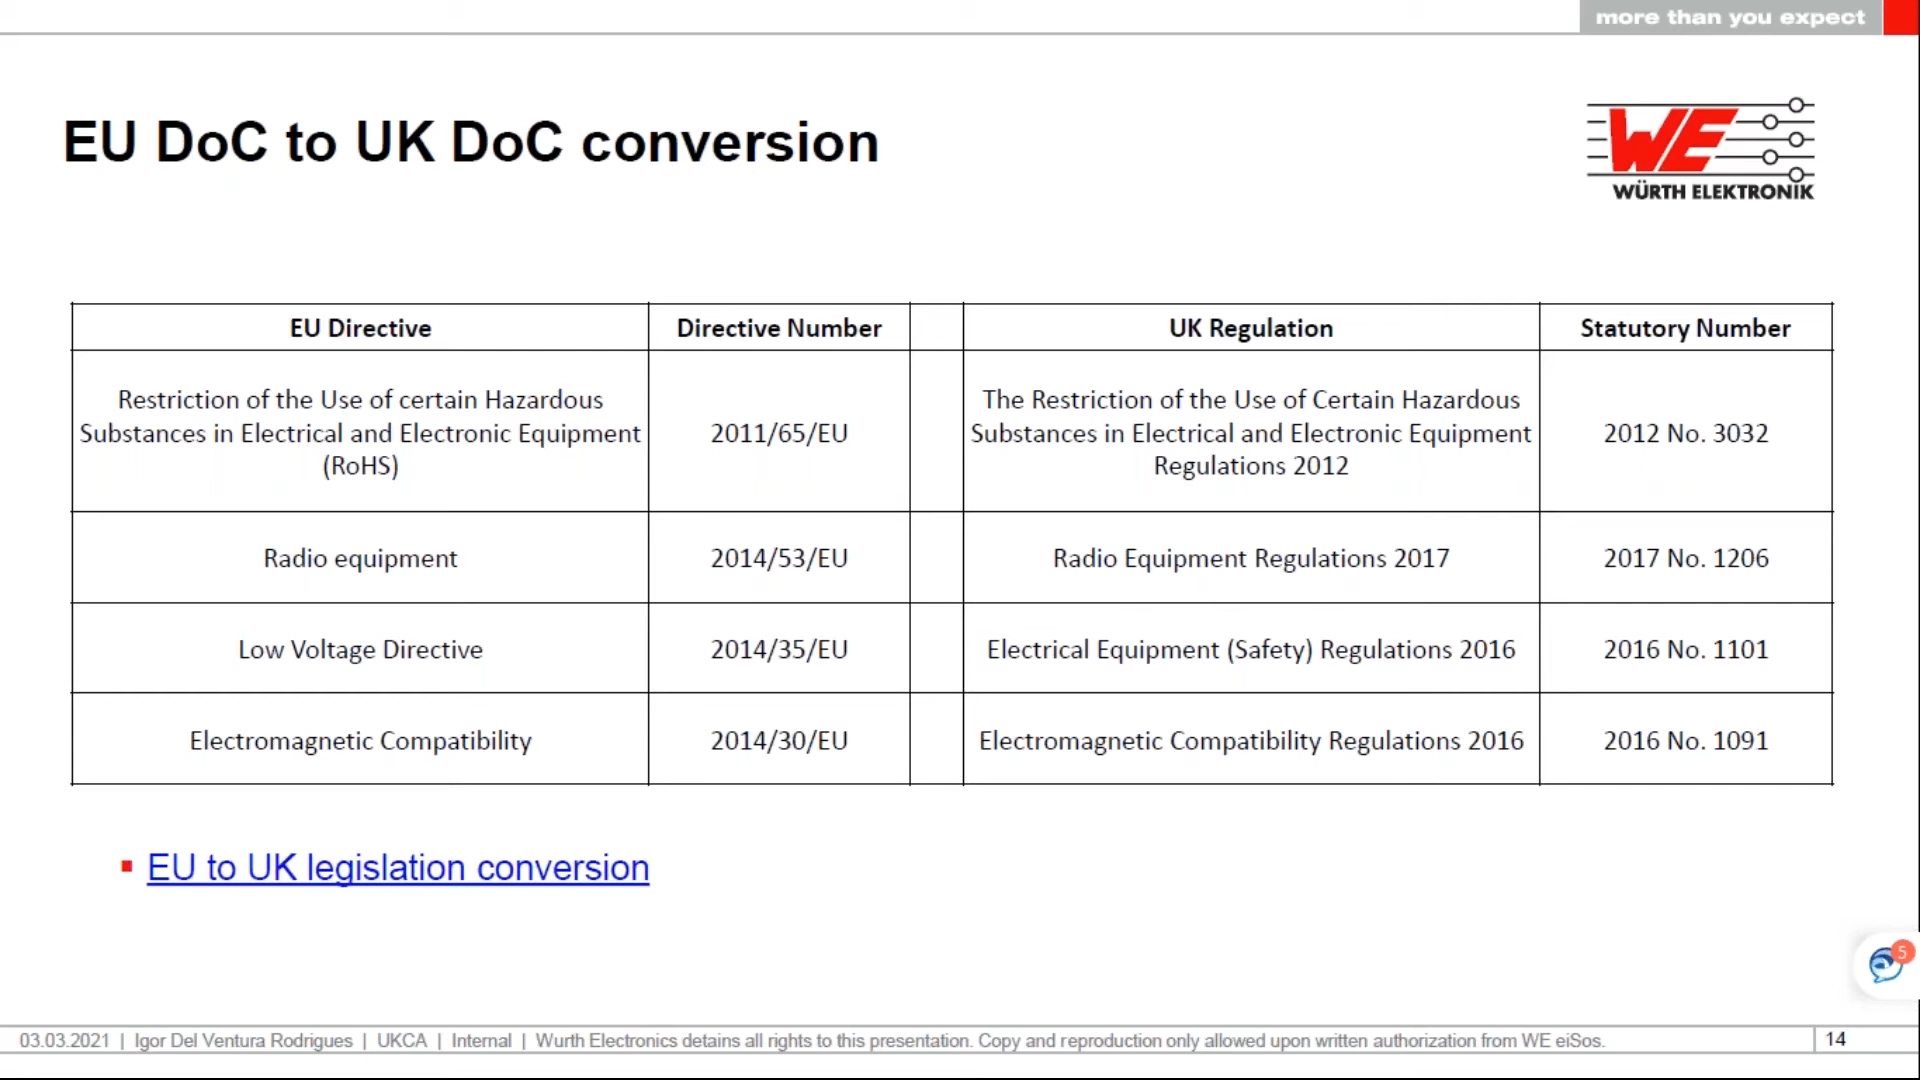 more than you expect
EU DoC to UK DoC conversion
WE
WÜRTH ELEKTRONIK
EU Directive Directive Number UK Regulation Statutory Number
Restriction of the Use of certain Hazardous
Substances in Electrical and Electronic Equipment
(RoHS)
2011/65/EU
The Restriction of the Use of Certain Hazardous
Substances in Electrical and Electronic Equipment
Regulations 2012
2012 No. 3032
Radio equipment 2014/53/EU Radio Equipment Regulations 2017 2017 No. 1206
Low Voltage Directive 2014/35/EU Electrical Equipment (Safety) Regulations 2016 2016 No. 1101
Electromagnetic Compatibility 2014/30/EU Electromagnetic Compatibility Regulations 2016 2016 No. 1091
EU to UK legislation conversion
5
03.03.2021 | Igor Del Ventura Rodrigues | UKCA | Internal | Wurth Electronics detains all rights to this presentation. Copy and reproduction only allowed upon written authorization from WE eiSos. 14